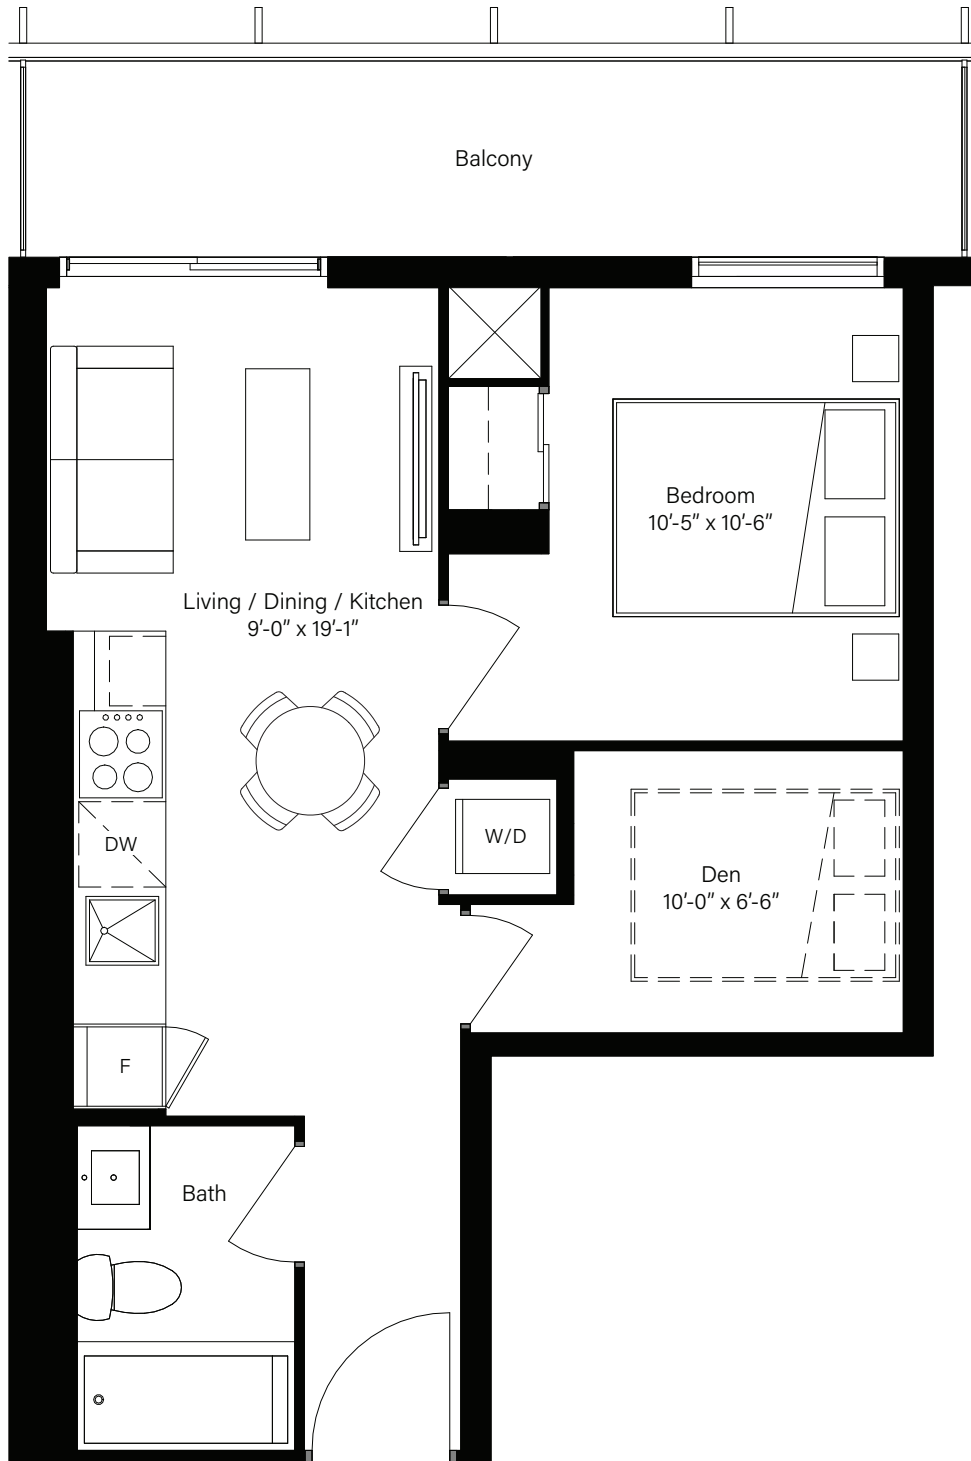 Balcony
Bedroom
10’-5” x 10’-6”
Living / Dining / Kitchen
9’-0” x 19’-1”
DW
W/D
Den
10’-0” x 6’-6”
F
Bath